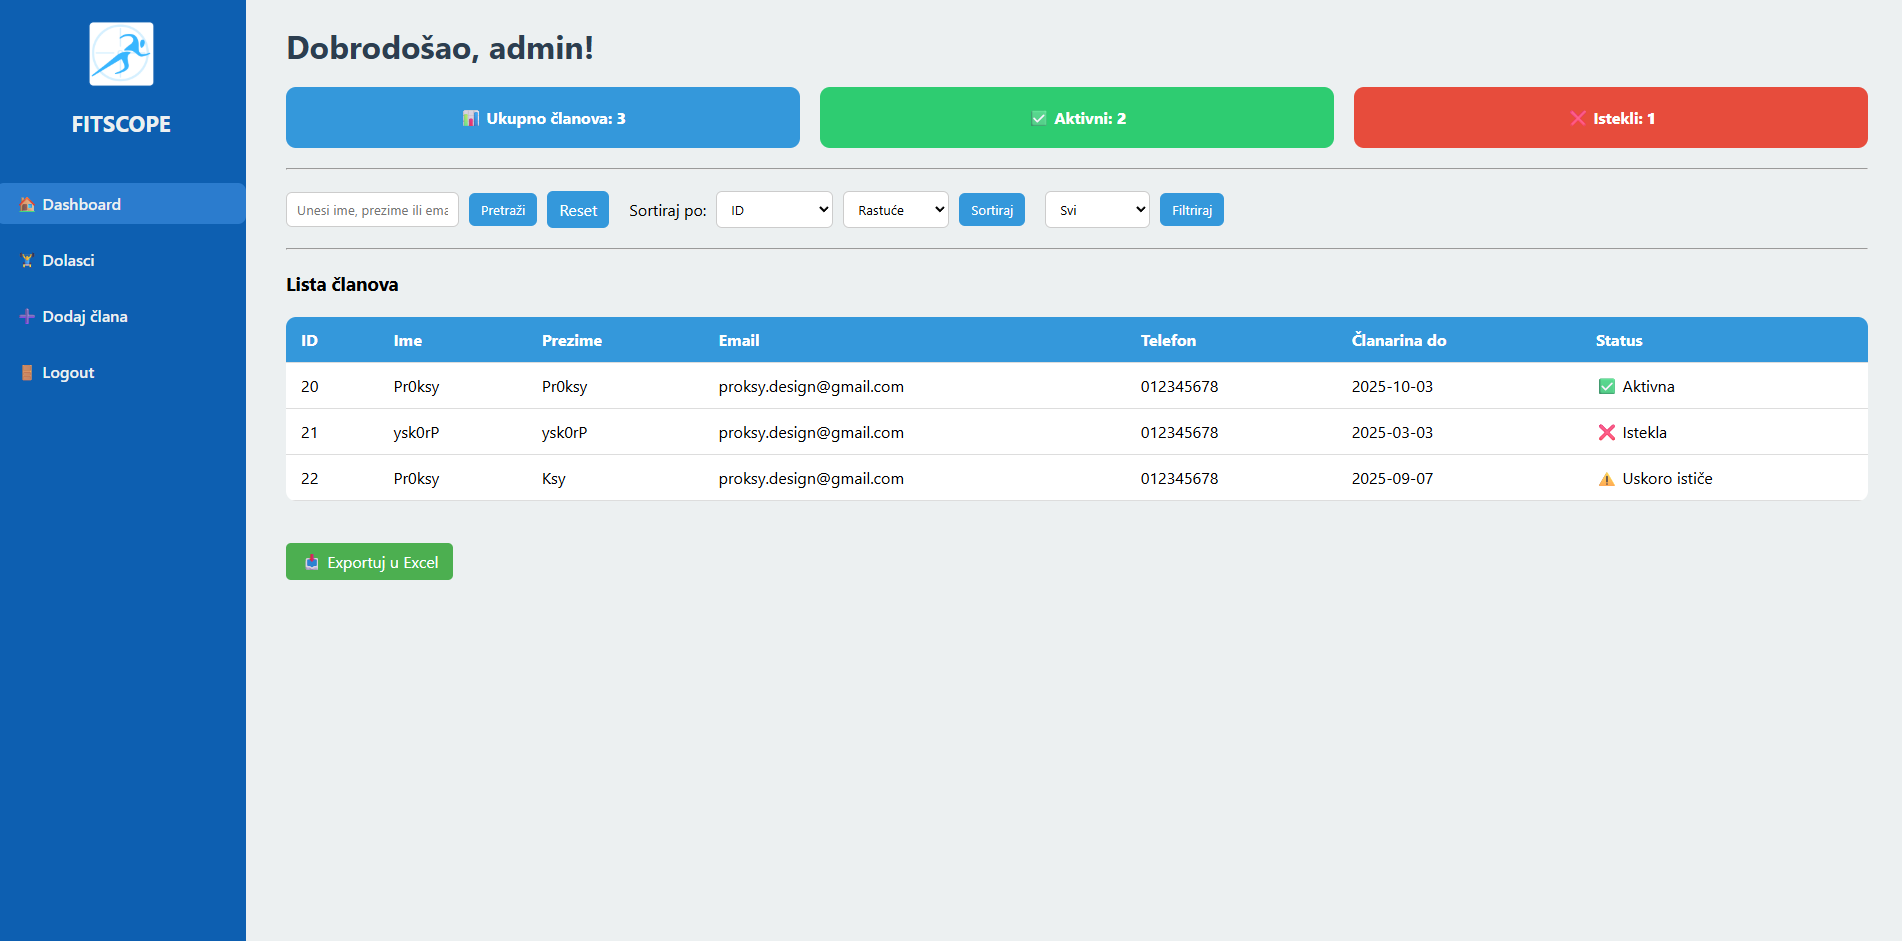 FITSCOPE
🏠 Dashboard
🏋️ Dolasci
➕ Dodaj člana
🚪 Logout
Dobrodošao, admin!
📊 Ukupno članova: 3 ✅ Aktivni: 2 ❌ Istekli: 1
Unesi ime, prezime ili ema Pretraži Reset Sortiraj po: ID Rastuće Sortiraj Svi Filtriraj
Lista članova
ID Ime Prezime Email Telefon Članarina do Status
20 Pr0ksy Pr0ksy proksy.design@gmail.com 012345678 2025-10-03 ✅ Aktivna
21 ysk0rP ysk0rP proksy.design@gmail.com 012345678 2025-03-03 ❌ Istekla
22 Pr0ksy Ksy proksy.design@gmail.com 012345678 2025-09-07 ⚠️ Uskoro ističe
📥 Exportuj u Excel